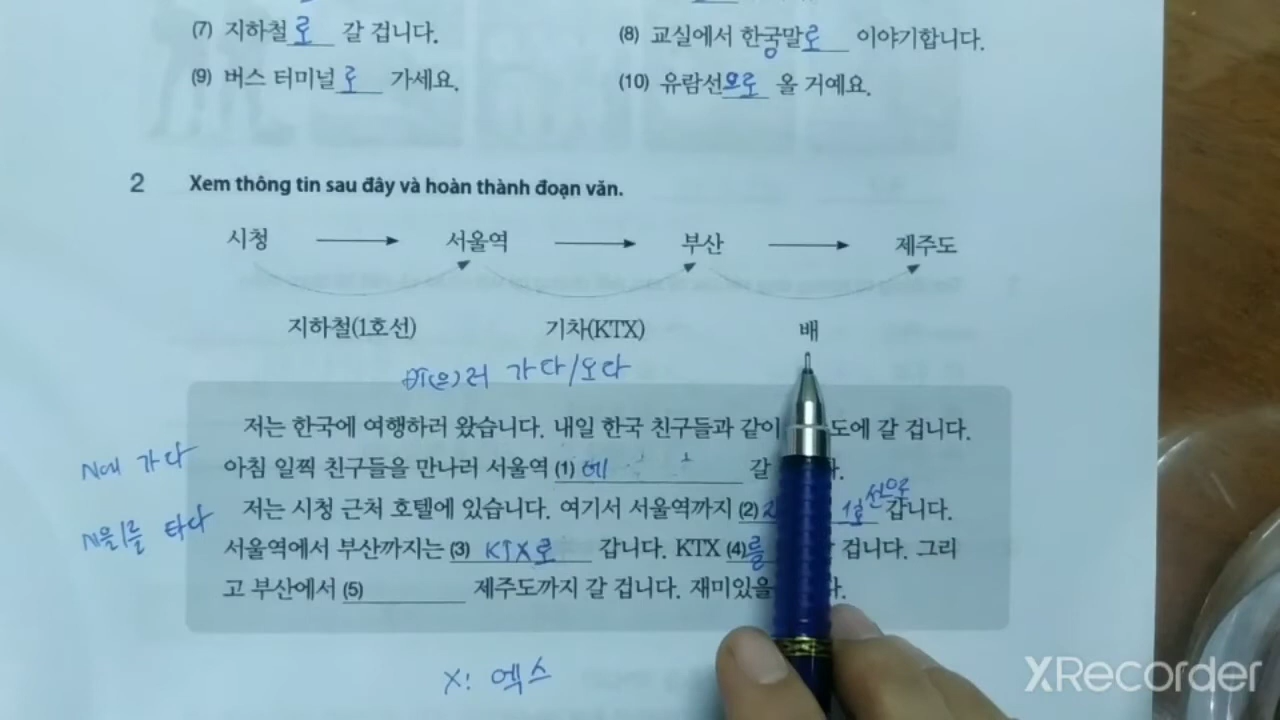 (7) 지하철로 갈 겁니다.
(8) 교실에서 한국말로 이야기합니다.
(9) 버스 터미널로 가세요.
(10) 유람선으로 올 거예요.
2 Xem thông tin sau đây và hoàn thành đoạn văn.
시청 서울역 부산 제주도
지하철(1호선) 기차(KTX) 배
(으)러 가다/오다
저는 한국에 여행하러 왔습니다. 내일 한국 친구들과 같이 도에 갈 겁니다.
N에 가다
아침 일찍 친구들을 만나러 서울역 (1) 에 갈
저는 시청 근처 호텔에 있습니다. 여기서 서울역까지 (2) 1호선으로 갑니다.
N을/를 타다
서울역에서 부산까지는 (3) KTX로 갑니다. KTX (4)를 겁니다. 그리
고 부산에서 (5) 제주도까지 갈 겁니다. 재미있을
X: 엑스
XRecorder